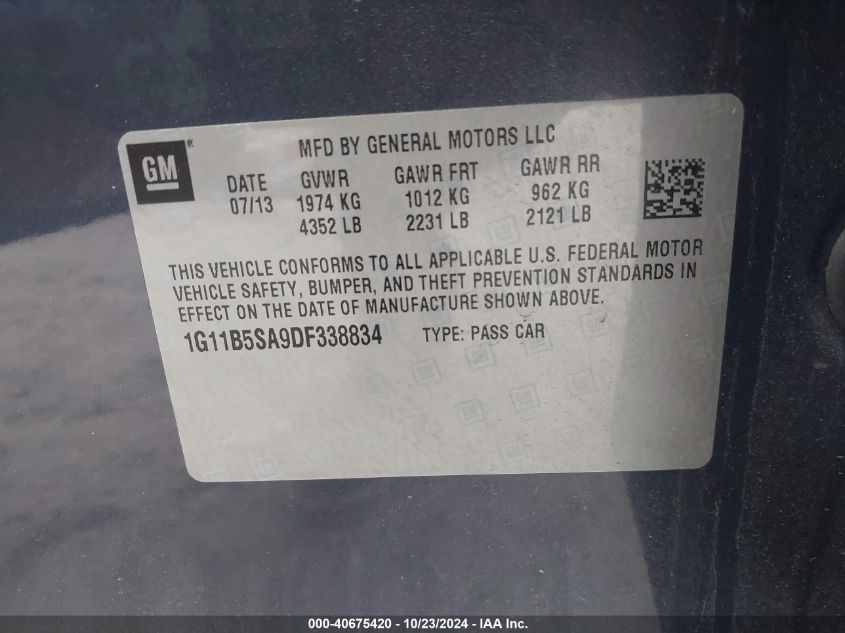 MFD BY GENERAL MOTORS LLC
GM
DATE GVWR GAWR FRT GAWR RR
07/13 1974 KG 1012 KG 962 KG
4352 LB 2231 LB 2121 LB
THIS VEHICLE CONFORMS TO ALL APPLICABLE U.S. FEDERAL MOTOR
VEHICLE SAFETY, BUMPER, AND THEFT PREVENTION STANDARDS IN
EFFECT ON THE DATE OF MANUFACTURE SHOWN ABOVE.
1G11B5SA9DF338834 TYPE: PASS CAR
000-40675420 - 10/23/2024 - IAA Inc.